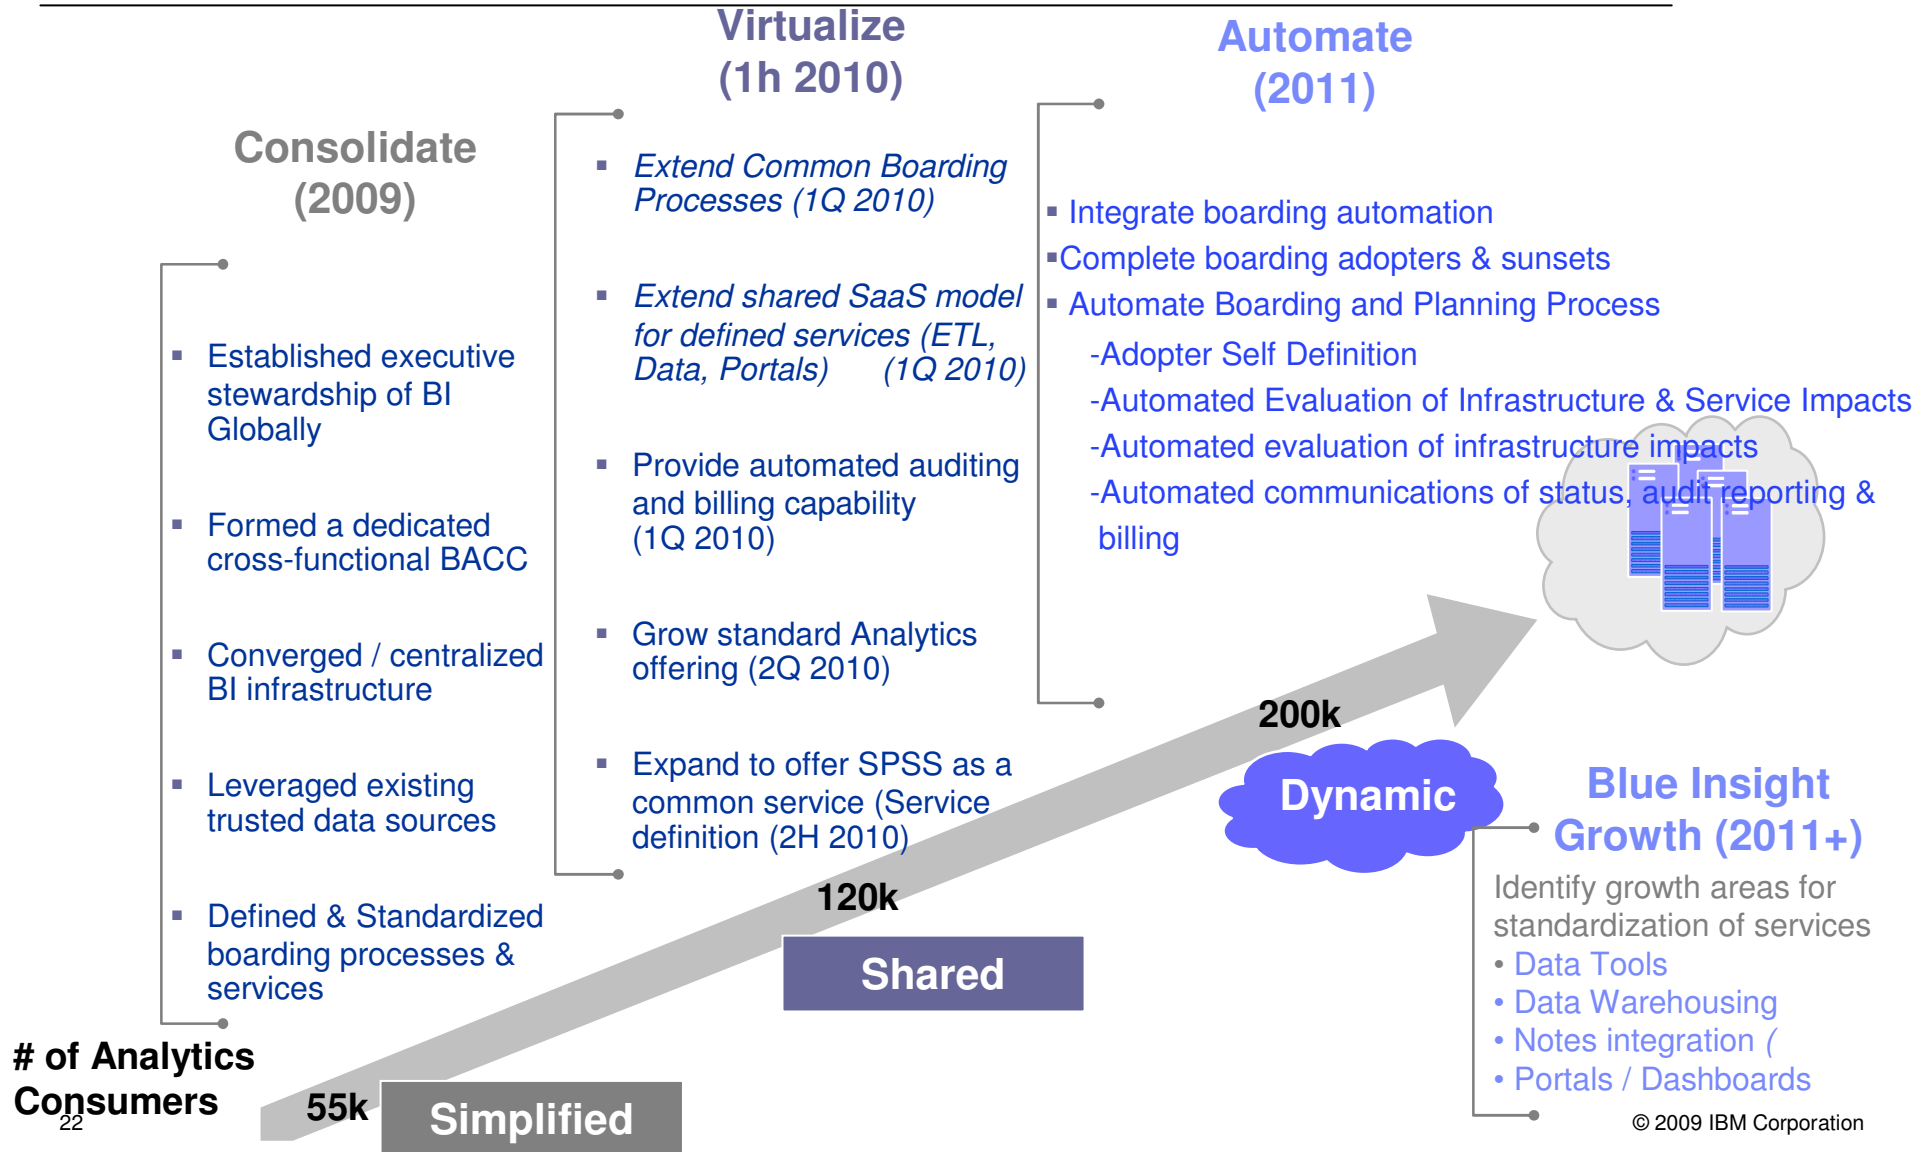 Virtualize
(1h 2010)
Automate
(2011)
Consolidate
(2009)
▪ Established executive
stewardship of BI
Globally
▪ Formed a dedicated
cross-functional BACC
▪ Converged / centralized
BI infrastructure
▪ Leveraged existing
trusted data sources
▪ Defined & Standardized
boarding processes &
services
▪ Extend Common Boarding
Processes (1Q 2010)
▪ Extend shared SaaS model
for defined services (ETL,
Data, Portals) (1Q 2010)
▪ Provide automated auditing
and billing capability
(1Q 2010)
▪ Grow standard Analytics
offering (2Q 2010)
▪ Expand to offer SPSS as a
common service (Service
definition (2H 2010)
▪ Integrate boarding automation
▪Complete boarding adopters & sunsets
▪ Automate Boarding and Planning Process
-Adopter Self Definition
-Automated Evaluation of Infrastructure & Service Impacts
-Automated evaluation of infrastructure impacts
-Automated communications of status, audit reporting &
billing
200k
Dynamic
120k
Shared
# of Analytics
Consumers
55k
Simplified
Blue Insight
Growth (2011+)
Identify growth areas for
standardization of services
• Data Tools
• Data Warehousing
• Notes integration (
• Portals / Dashboards
22
© 2009 IBM Corporation